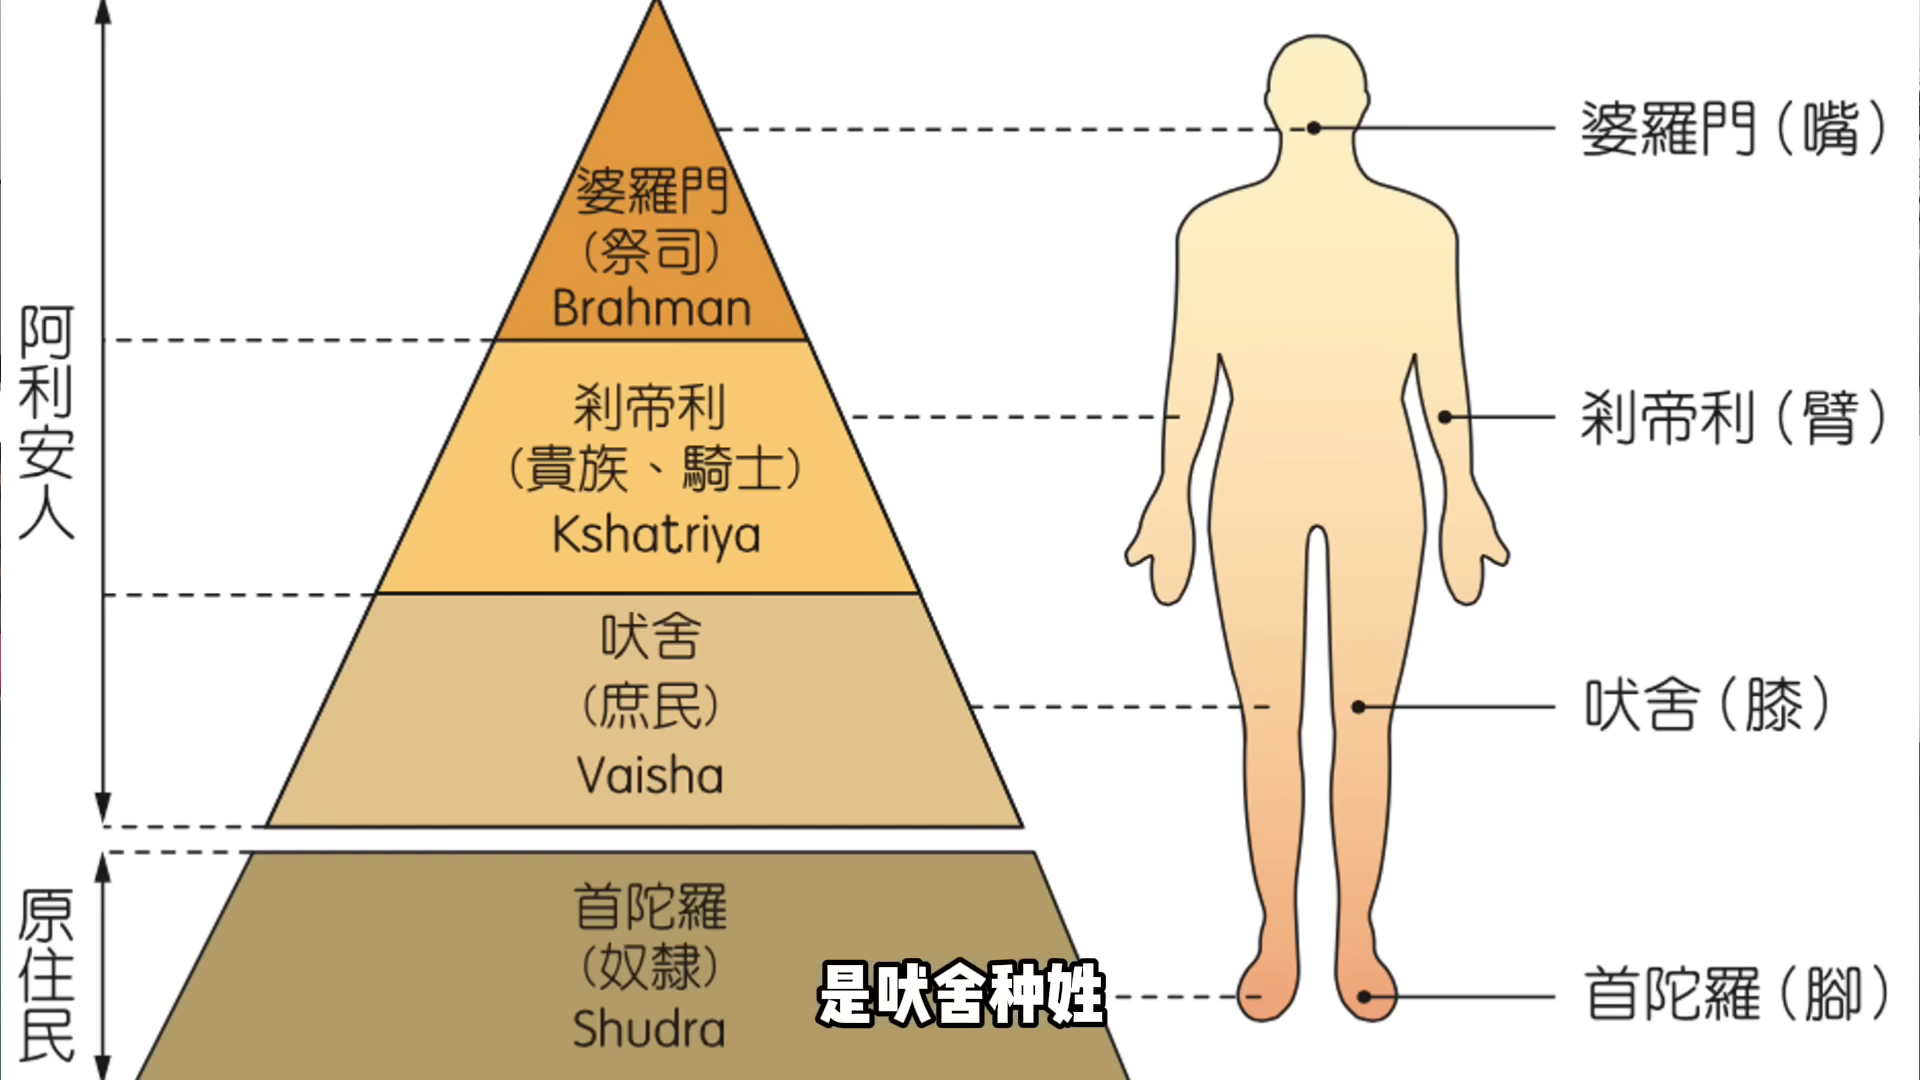 阿利安人
原住民
婆羅門
(祭司)
Brahman
剎帝利
(貴族、騎士)
Kshatriya
吠舍
(庶民)
Vaisha
首陀羅
(奴隸)
Shudra
婆羅門(嘴)
剎帝利(臂)
吠舍(膝)
首陀羅(腳)
是吠舍种姓